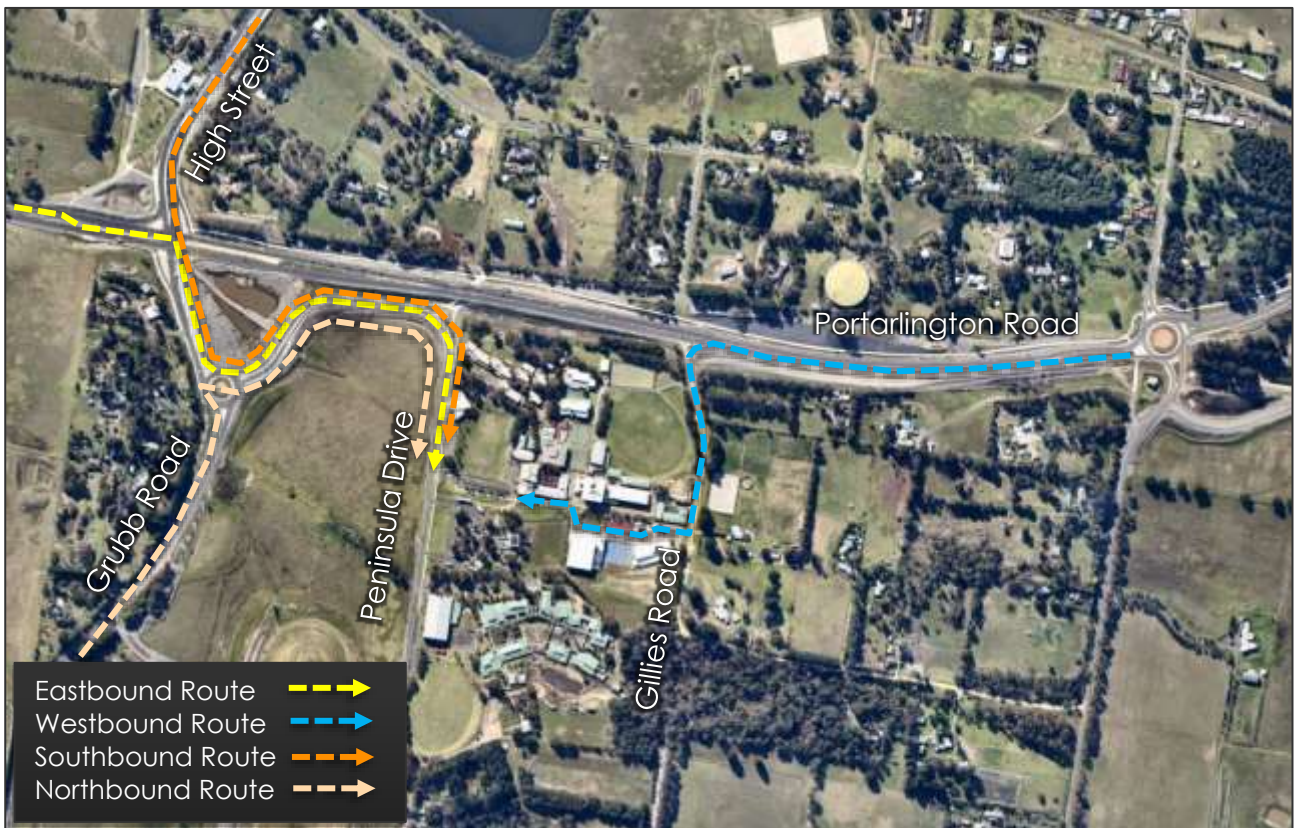 High Street
Portarlington Road
Peninsula Drive
Grubb Road
Gillies Road
Eastbound Route
Westbound Route
Southbound Route
Northbound Route